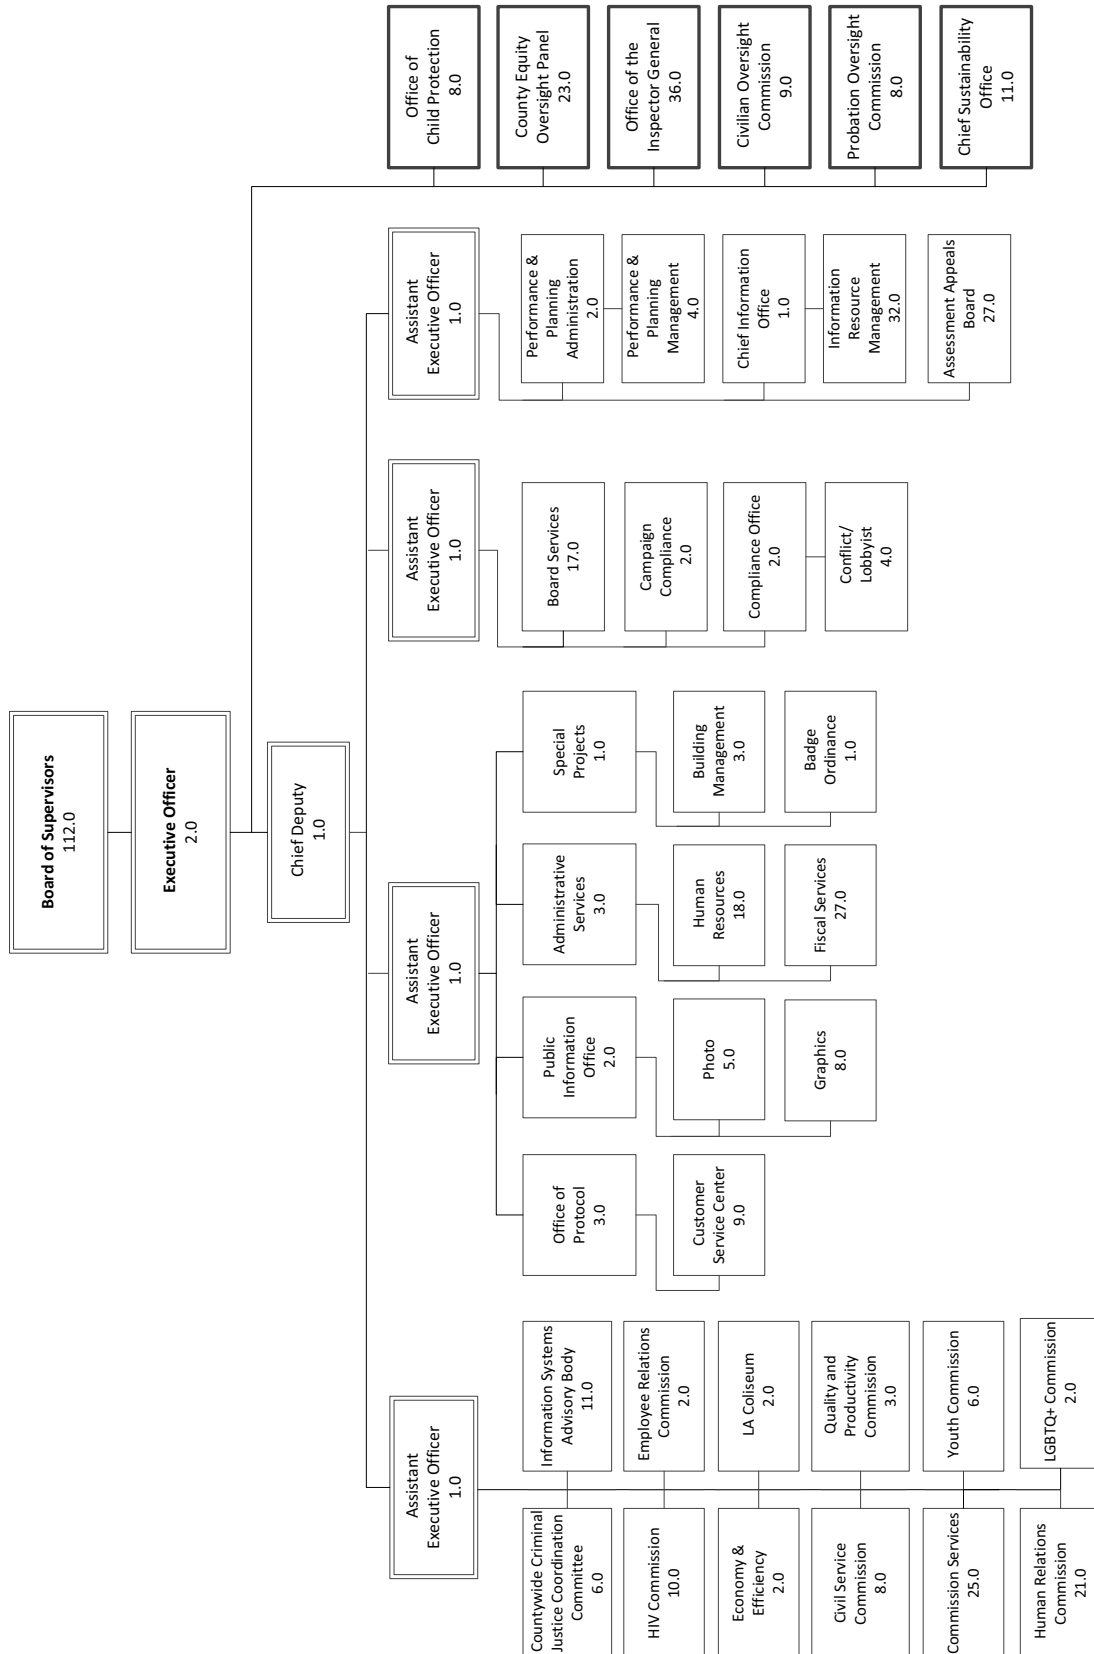 Board of Supervisors
112.0
Executive Officer
2.0
Chief Deputy
1.0
Assistant
Executive Officer
1.0
Countywide Criminal
Justice Coordination
Committee
6.0
Information Systems
Advisory Body
11.0
HIV Commission
10.0
Employee Relations
Commission
2.0
Economy &
Efficiency
2.0
LA Coliseum
2.0
Civil Service
Commission
8.0
Quality and
Productivity
Commission
3.0
Commission Services
25.0
Youth Commission
6.0
Human Relations
Commission
21.0
LGBTQ+ Commission
2.0
Assistant
Executive Officer
1.0
Office of
Protocol
3.0
Customer
Service Center
9.0
Public
Information
Office
2.0
Photo
5.0
Graphics
8.0
Administrative
Services
3.0
Human
Resources
18.0
Fiscal Services
27.0
Special
Projects
1.0
Building
Management
3.0
Badge
Ordinance
1.0
Assistant
Executive Officer
1.0
Board Services
17.0
Campaign
Compliance
2.0
Compliance Office
2.0
Conflict/
Lobbyist
4.0
Assistant
Executive Officer
1.0
Performance &
Planning
Administration
2.0
Performance &
Planning
Management
4.0
Chief Information
Office
1.0
Information
Resource
Management
32.0
Assessment Appeals
Board
27.0
Office of
Child Protection
8.0
County Equity
Oversight Panel
23.0
Office of the
Inspector General
36.0
Civilian Oversight
Commission
9.0
Probation Oversight
Commission
8.0
Chief Sustainability
Office
11.0